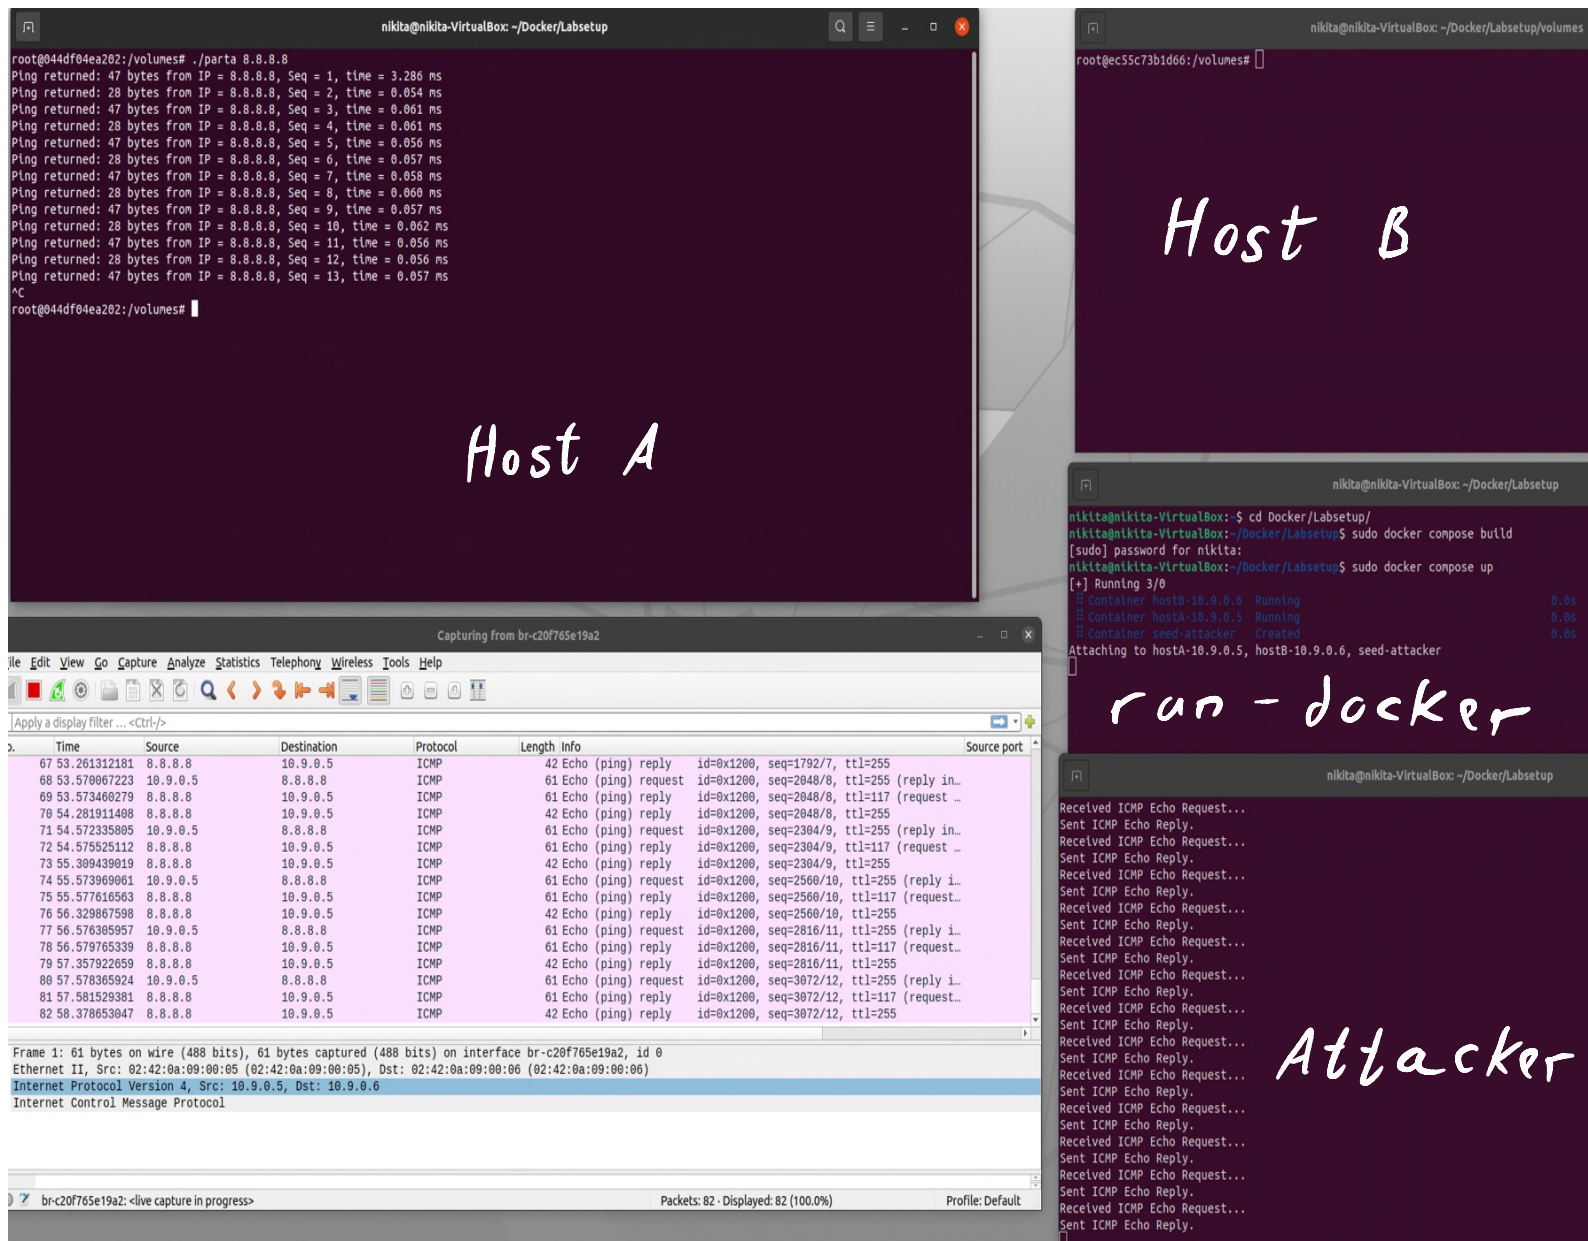 nikita@nikita-VirtualBox: ~/Docker/Labsetup
root@044df04ea202:/volumes# ./parta 8.8.8.8
Ping returned: 47 bytes from IP = 8.8.8.8, Seq = 1, time = 3.286 ms
Ping returned: 28 bytes from IP = 8.8.8.8, Seq = 2, time = 0.054 ms
Ping returned: 47 bytes from IP = 8.8.8.8, Seq = 3, time = 0.061 ms
Ping returned: 28 bytes from IP = 8.8.8.8, Seq = 4, time = 0.061 ms
Ping returned: 47 bytes from IP = 8.8.8.8, Seq = 5, time = 0.056 ms
Ping returned: 28 bytes from IP = 8.8.8.8, Seq = 6, time = 0.057 ms
Ping returned: 47 bytes from IP = 8.8.8.8, Seq = 7, time = 0.058 ms
Ping returned: 28 bytes from IP = 8.8.8.8, Seq = 8, time = 0.060 ms
Ping returned: 47 bytes from IP = 8.8.8.8, Seq = 9, time = 0.057 ms
Ping returned: 28 bytes from IP = 8.8.8.8, Seq = 10, time = 0.062 ms
Ping returned: 47 bytes from IP = 8.8.8.8, Seq = 11, time = 0.056 ms
Ping returned: 28 bytes from IP = 8.8.8.8, Seq = 12, time = 0.056 ms
Ping returned: 47 bytes from IP = 8.8.8.8, Seq = 13, time = 0.057 ms
^C
root@044df04ea202:/volumes#
Host A
nikita@nikita-VirtualBox: ~/Docker/Labsetup/volumes
root@ec55c73b1d66:/volumes#
Host B
nikita@nikita-VirtualBox: ~/Docker/Labsetup
nikita@nikita-VirtualBox:~$ cd Docker/Labsetup/
nikita@nikita-VirtualBox:~/Docker/Labsetup$ sudo docker compose build
[sudo] password for nikita:
nikita@nikita-VirtualBox:~/Docker/Labsetup$ sudo docker compose up
[+] Running 3/0
Container hostB-10.9.0.6 Running 0.0s
Container hostA-10.9.0.5 Running 0.0s
Container seed-attacker Created 0.0s
Attaching to hostA-10.9.0.5, hostB-10.9.0.6, seed-attacker
run-docker
Capturing from br-c20f765e19a2
ile Edit View Go Capture Analyze Statistics Telephony Wireless Tools Help
Apply a display filter ... <Ctrl-/>
o. Time Source Destination Protocol Length Info Source port
67 53.261312181 8.8.8.8 10.9.0.5 ICMP 42 Echo (ping) reply id=0x1200, seq=1792/7, ttl=255
68 53.570067223 10.9.0.5 8.8.8.8 ICMP 61 Echo (ping) request id=0x1200, seq=2048/8, ttl=255 (reply in…
69 53.573460279 8.8.8.8 10.9.0.5 ICMP 61 Echo (ping) reply id=0x1200, seq=2048/8, ttl=117 (request …
70 54.281911408 8.8.8.8 10.9.0.5 ICMP 42 Echo (ping) reply id=0x1200, seq=2048/8, ttl=255
71 54.572335805 10.9.0.5 8.8.8.8 ICMP 61 Echo (ping) request id=0x1200, seq=2304/9, ttl=255 (reply in…
72 54.575525112 8.8.8.8 10.9.0.5 ICMP 61 Echo (ping) reply id=0x1200, seq=2304/9, ttl=117 (request …
73 55.309439019 8.8.8.8 10.9.0.5 ICMP 42 Echo (ping) reply id=0x1200, seq=2304/9, ttl=255
74 55.573969061 10.9.0.5 8.8.8.8 ICMP 61 Echo (ping) request id=0x1200, seq=2560/10, ttl=255 (reply i…
75 55.577616563 8.8.8.8 10.9.0.5 ICMP 61 Echo (ping) reply id=0x1200, seq=2560/10, ttl=117 (request…
76 56.329867598 8.8.8.8 10.9.0.5 ICMP 42 Echo (ping) reply id=0x1200, seq=2560/10, ttl=255
77 56.576305957 10.9.0.5 8.8.8.8 ICMP 61 Echo (ping) request id=0x1200, seq=2816/11, ttl=255 (reply i…
78 56.579765339 8.8.8.8 10.9.0.5 ICMP 61 Echo (ping) reply id=0x1200, seq=2816/11, ttl=117 (request…
79 57.357922659 8.8.8.8 10.9.0.5 ICMP 42 Echo (ping) reply id=0x1200, seq=2816/11, ttl=255
80 57.578365924 10.9.0.5 8.8.8.8 ICMP 61 Echo (ping) request id=0x1200, seq=3072/12, ttl=255 (reply i…
81 57.581529381 8.8.8.8 10.9.0.5 ICMP 61 Echo (ping) reply id=0x1200, seq=3072/12, ttl=117 (request…
82 58.378653047 8.8.8.8 10.9.0.5 ICMP 42 Echo (ping) reply id=0x1200, seq=3072/12, ttl=255
Frame 1: 61 bytes on wire (488 bits), 61 bytes captured (488 bits) on interface br-c20f765e19a2, id 0
Ethernet II, Src: 02:42:0a:09:00:05 (02:42:0a:09:00:05), Dst: 02:42:0a:09:00:06 (02:42:0a:09:00:06)
Internet Protocol Version 4, Src: 10.9.0.5, Dst: 10.9.0.6
Internet Control Message Protocol
br-c20f765e19a2: <live capture in progress>
Packets: 82 · Displayed: 82 (100.0%)
Profile: Default
nikita@nikita-VirtualBox: ~/Docker/Labsetup
Received ICMP Echo Request...
Sent ICMP Echo Reply.
Received ICMP Echo Request...
Sent ICMP Echo Reply.
Received ICMP Echo Request...
Sent ICMP Echo Reply.
Received ICMP Echo Request...
Sent ICMP Echo Reply.
Received ICMP Echo Request...
Sent ICMP Echo Reply.
Received ICMP Echo Request...
Sent ICMP Echo Reply.
Received ICMP Echo Request...
Sent ICMP Echo Reply.
Received ICMP Echo Request...
Sent ICMP Echo Reply.
Received ICMP Echo Request...
Sent ICMP Echo Reply.
Received ICMP Echo Request...
Sent ICMP Echo Reply.
Received ICMP Echo Request...
Sent ICMP Echo Reply.
Received ICMP Echo Request...
Sent ICMP Echo Reply.
Received ICMP Echo Request...
Sent ICMP Echo Reply.
Attacker